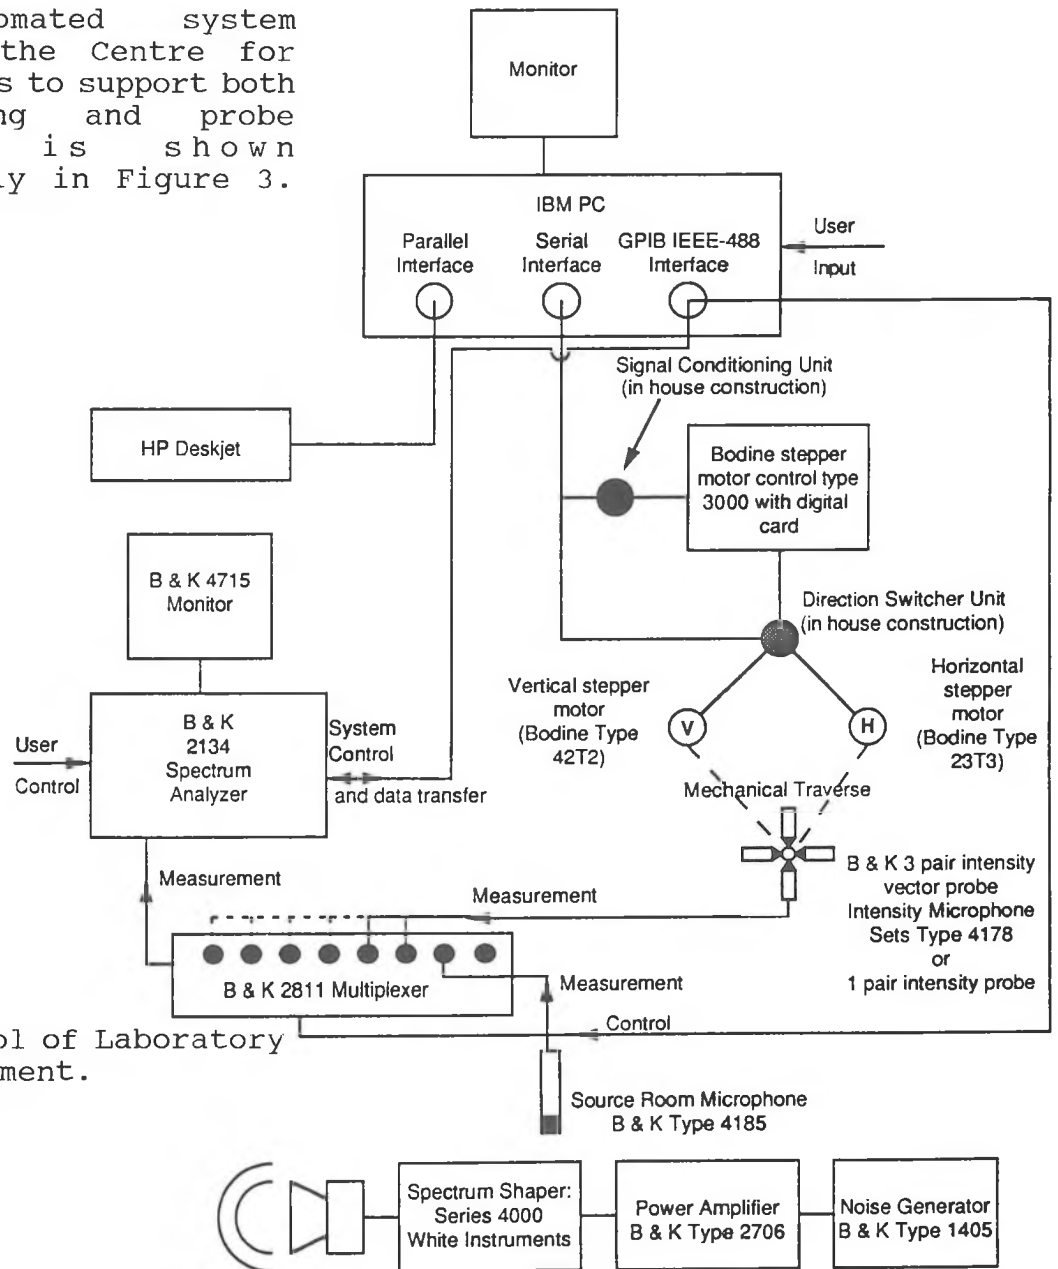 omated system
the Centre for
s to support both
ng and probe
is shown
ly in Figure 3.
Monitor
IBM PC
Parallel
Interface
Serial
Interface
GPIB IEEE-488
Interface
User
Input
Signal Conditioning Unit
(in house construction)
HP Deskjet
Bodine stepper
motor control type
3000 with digital
card
B & K 4715
Monitor
Direction Switcher Unit
(in house construction)
Vertical stepper
motor
(Bodine Type
42T2)
V
H
Horizontal
stepper
motor
(Bodine Type
23T3)
User
Control
B & K
2134
Spectrum
Analyzer
System
Control
and data transfer
Mechanical Traverse
Measurement
Measurement
B & K 3 pair intensity
vector probe
Intensity Microphone
Sets Type 4178
or
1 pair intensity probe
B & K 2811 Multiplexer
Measurement
Control
ol of Laboratory
ment.
Source Room Microphone
B & K Type 4185
Spectrum Shaper:
Series 4000
White Instruments
Power Amplifier
B & K Type 2706
Noise Generator
B & K Type 1405